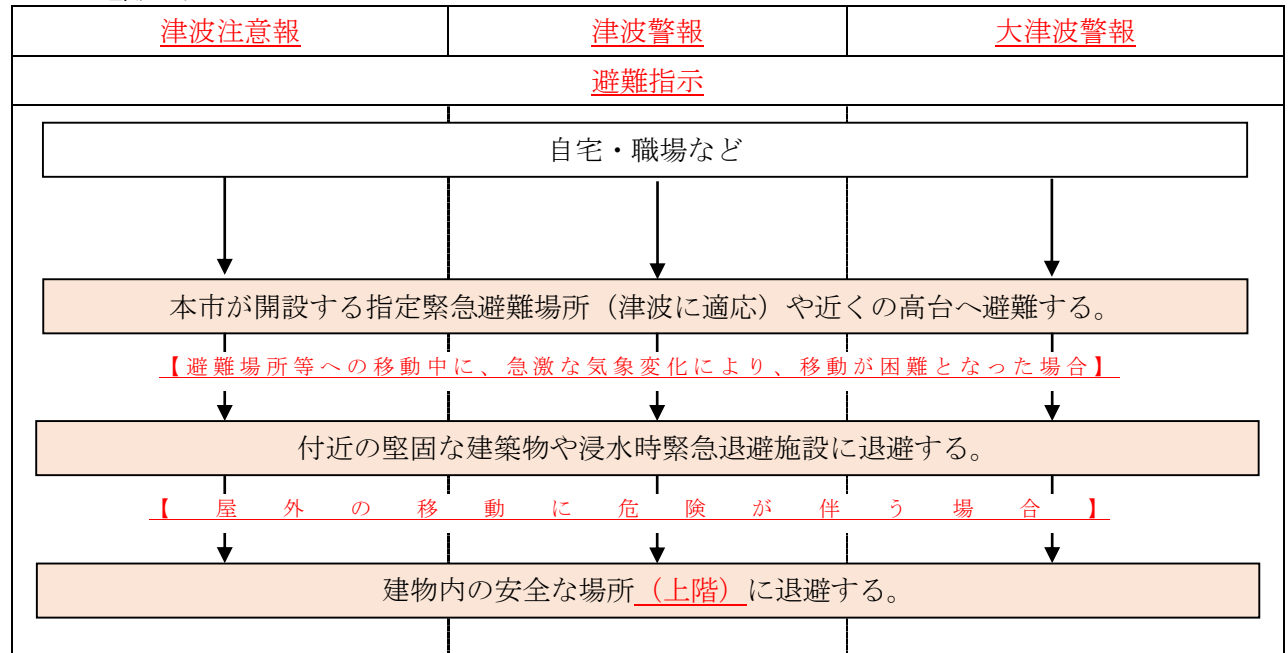 津波注意報 津波警報 大津波警報
避難指示
自宅・職場など
本市が開設する指定緊急避難場所（津波に適応）や近くの高台へ避難する。
【避難場所等への移動中に、急激な気象変化により、移動が困難となった場合】
付近の堅固な建築物や浸水時緊急退避施設に退避する。
【屋外の移動に危険が伴う場合】
建物内の安全な場所（上階）に退避する。